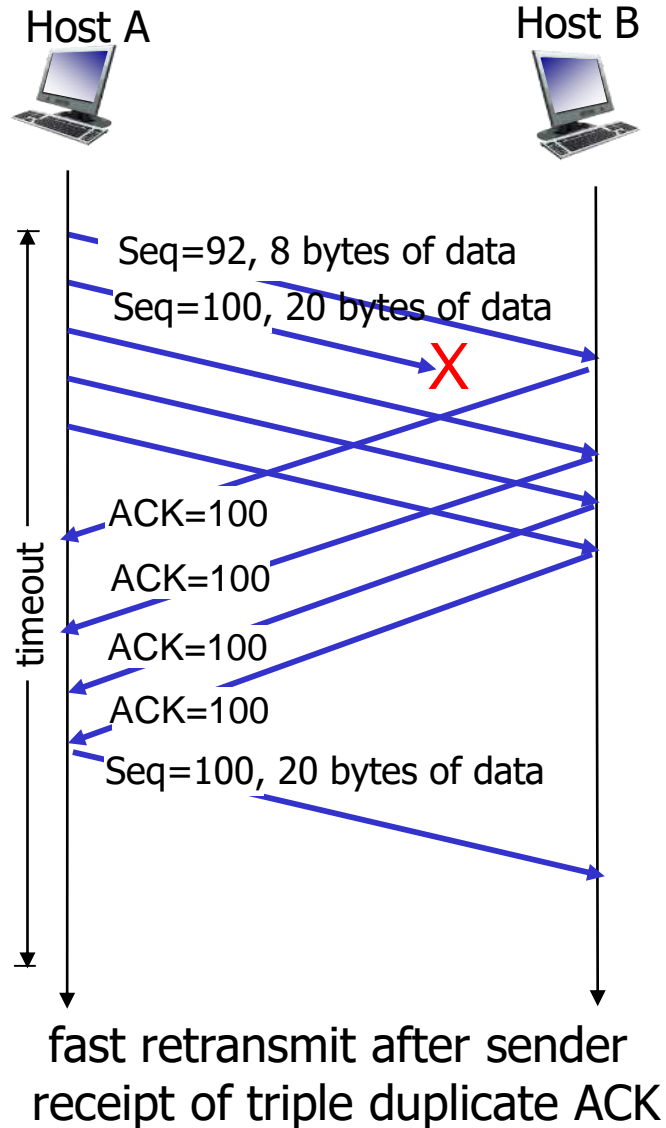 Host A
Host B
Seq=92, 8 bytes of data
Seq=100, 20 bytes of data
X
timeout
ACK=100
ACK=100
ACK=100
ACK=100
Seq=100, 20 bytes of data
fast retransmit after sender
receipt of triple duplicate ACK